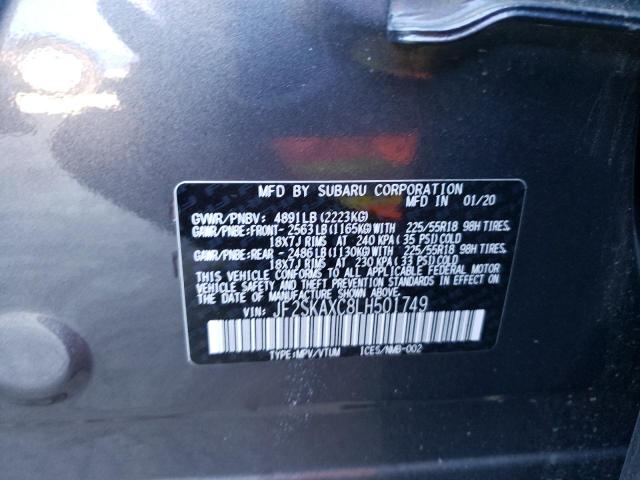 MFD BY SUBARU CORPORATION
MFD IN 01/20
GVWR/PNBV: 4891LB(2223KG)
GAWR/PNBE:FRONT- 2563LB(1165KG)WITH 225/55R18 98H TIRES,
18X7J RIMS AT 240 KPA(35 PSI)COLD
GAWR/PNBE:REAR - 2486LB(1130KG)WITH 225/55R18 98H TIRES,
18X7J RIMS AT 230 KPA(33 PSI)COLD
THIS VEHICLE CONFORMS TO ALL APPLICABLE FEDERAL MOTOR
VEHICLE SAFETY AND THEFT PREVENTION STANDARDS IN EFFECT ON
THE DATE OF MANUFACTURE SHOWN ABOVE.
VIN: JF2SKAXC8LH501749
TYPE:MPV/VTUM ICES/NMB-002